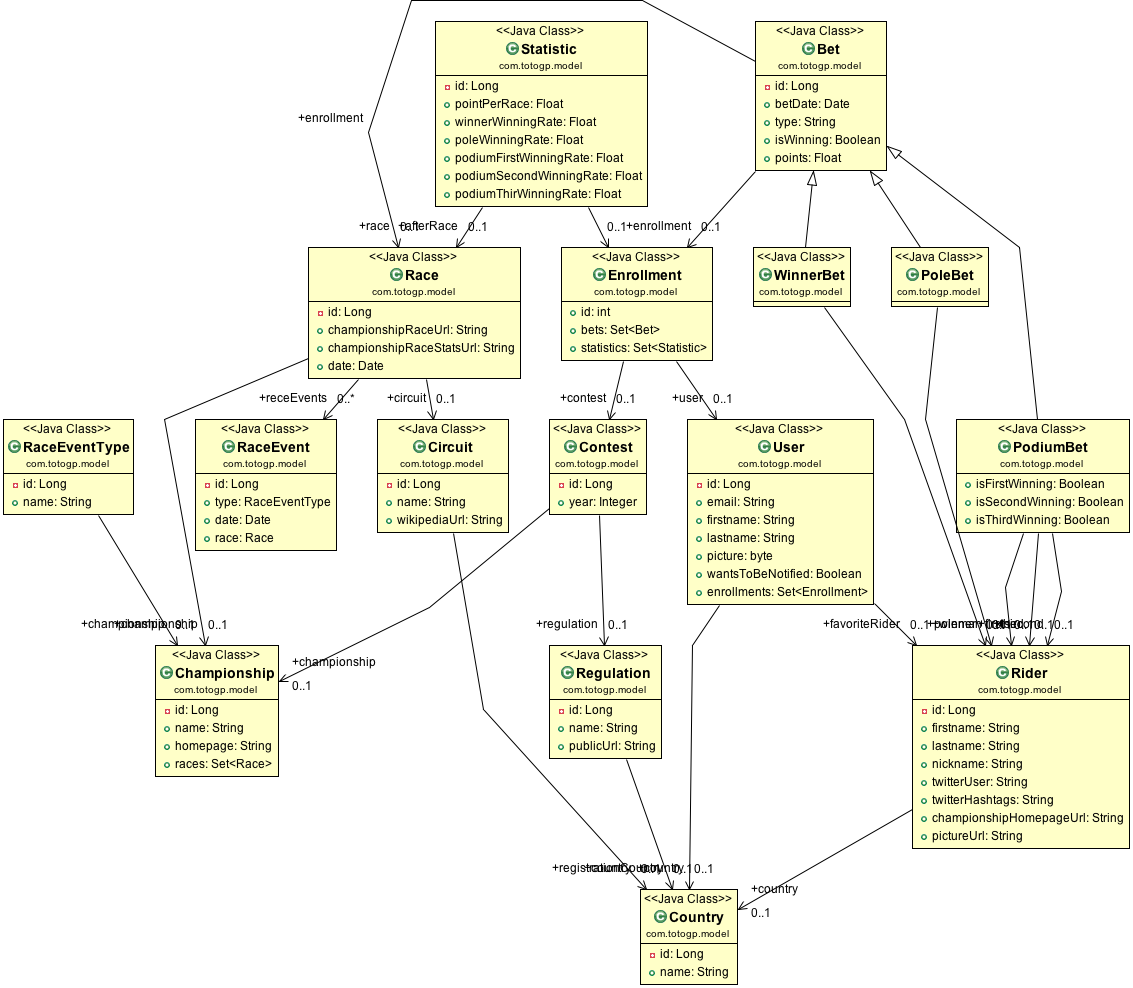 <<Java Class>>
Statistic
com.totogp.model
id: Long
pointPerRace: Float
winnerWinningRate: Float
poleWinningRate: Float
podiumFirstWinningRate: Float
podiumSecondWinningRate: Float
podiumThirWinningRate: Float
<<Java Class>>
Bet
com.totogp.model
id: Long
betDate: Date
type: String
isWinning: Boolean
points: Float
+enrollment
+race
+afterRace
0..1
0..1
+enrollment
0..1
<<Java Class>>
Race
com.totogp.model
id: Long
championshipRaceUrl: String
championshipRaceStatsUrl: String
date: Date
<<Java Class>>
Enrollment
com.totogp.model
id: int
bets: Set<Bet>
statistics: Set<Statistic>
<<Java Class>>
WinnerBet
com.totogp.model
<<Java Class>>
PoleBet
com.totogp.model
+receEvents
0..*
+circuit
0..1
+contest
0..1
+user
0..1
<<Java Class>>
RaceEventType
com.totogp.model
id: Long
name: String
<<Java Class>>
RaceEvent
com.totogp.model
id: Long
type: RaceEventType
date: Date
race: Race
<<Java Class>>
Circuit
com.totogp.model
id: Long
name: String
wikipediaUrl: String
<<Java Class>>
Contest
com.totogp.model
id: Long
year: Integer
<<Java Class>>
User
com.totogp.model
id: Long
email: String
firstname: String
lastname: String
picture: byte
wantsToBeNotified: Boolean
enrollments: Set<Enrollment>
<<Java Class>>
PodiumBet
com.totogp.model
isFirstWinning: Boolean
isSecondWinning: Boolean
isThirdWinning: Boolean
0..1
+regulation
0..1
+favoriteRider
0..1
0..1
<<Java Class>>
Championship
com.totogp.model
id: Long
name: String
homepage: String
races: Set<Race>
+championship
0..1
<<Java Class>>
Regulation
com.totogp.model
id: Long
name: String
publicUrl: String
<<Java Class>>
Rider
com.totogp.model
id: Long
firstname: String
lastname: String
nickname: String
twitterUser: String
twitterHashtags: String
championshipHomepageUrl: String
pictureUrl: String
0..1
+country
0..1
<<Java Class>>
Country
com.totogp.model
id: Long
name: String